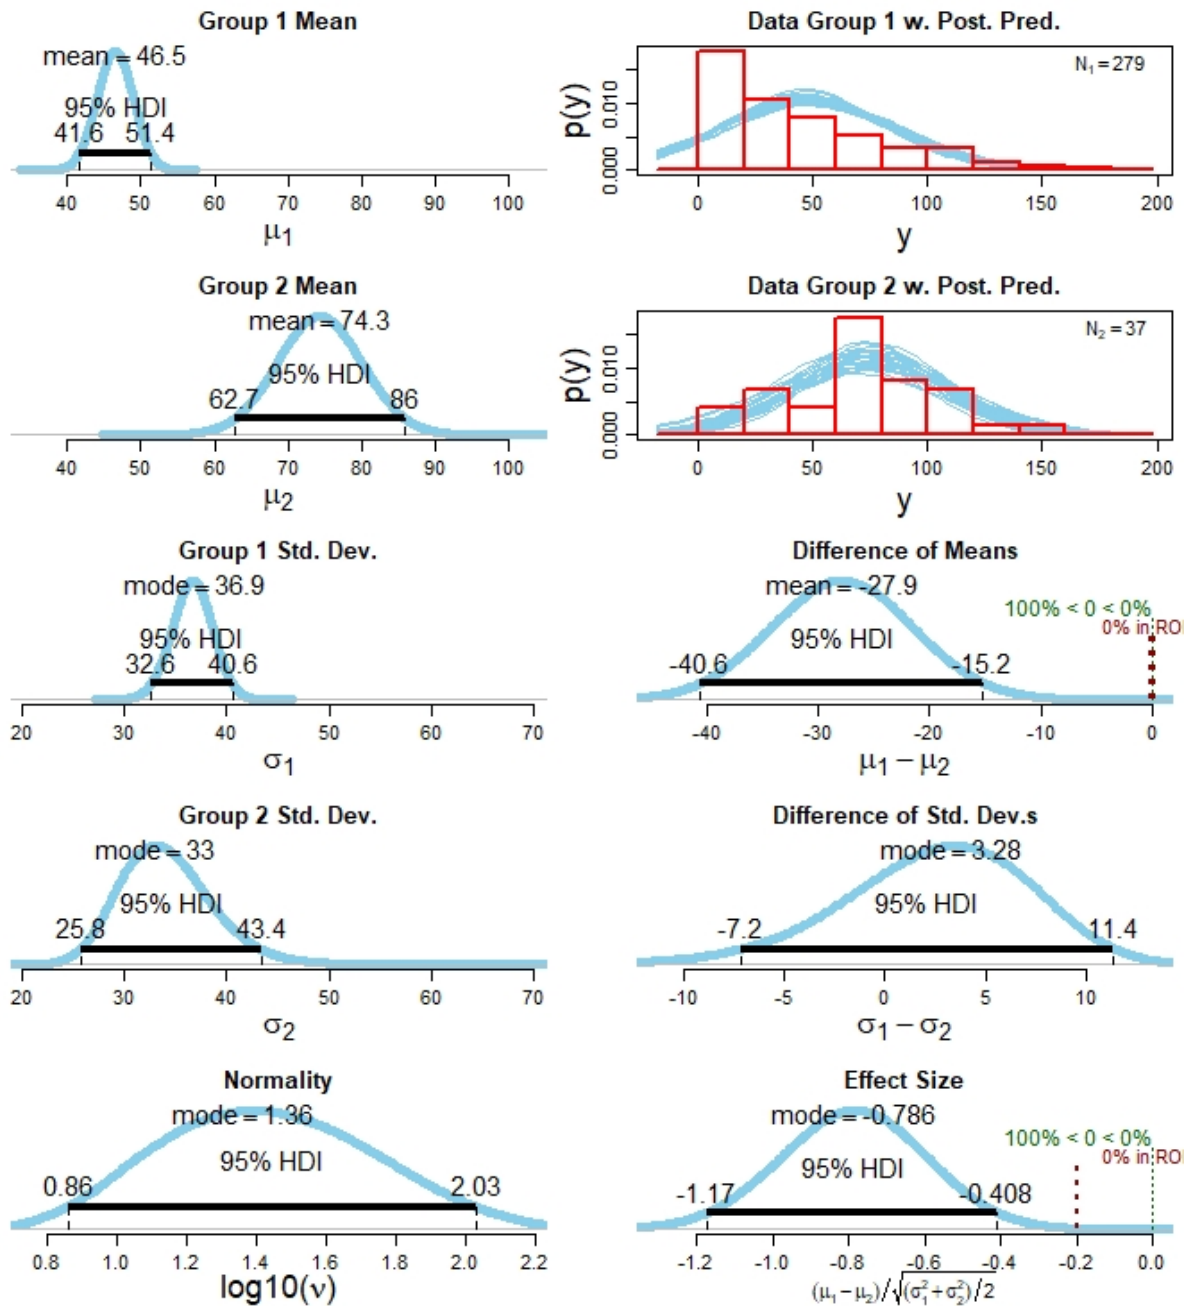 Group 1 Mean
mean = 46.5
95% HDI
41.6 51.4
40 50 60 70 80 90 100
μ1
Data Group 1 w. Post. Pred.
N1 = 279
p(y)
0.000 0.010
0 50 100 150 200
y
Group 2 Mean
mean = 74.3
95% HDI
62.7 86
40 50 60 70 80 90 100
μ2
Data Group 2 w. Post. Pred.
N2 = 37
p(y)
0.000 0.010
0 50 100 150 200
y
Group 1 Std. Dev.
mode = 36.9
95% HDI
32.6 40.6
20 30 40 50 60 70
σ1
Difference of Means
mean = -27.9
100% < 0 < 0%
0% in ROI
95% HDI
-40.6 -15.2
-40 -30 -20 -10 0
μ1 − μ2
Group 2 Std. Dev.
mode = 33
95% HDI
25.8 43.4
20 30 40 50 60 70
σ2
Difference of Std. Dev.s
mode = 3.28
95% HDI
-7.2 11.4
-10 -5 0 5 10
σ1 − σ2
Normality
mode = 1.36
95% HDI
0.86 2.03
0.8 1.0 1.2 1.4 1.6 1.8 2.0 2.2
log10(ν)
Effect Size
mode = -0.786
100% < 0 < 0%
0% in ROI
95% HDI
-1.17 -0.408
-1.2 -1.0 -0.8 -0.6 -0.4 -0.2 0.0
(μ1 − μ2)/√(σ1² + σ2²)/2